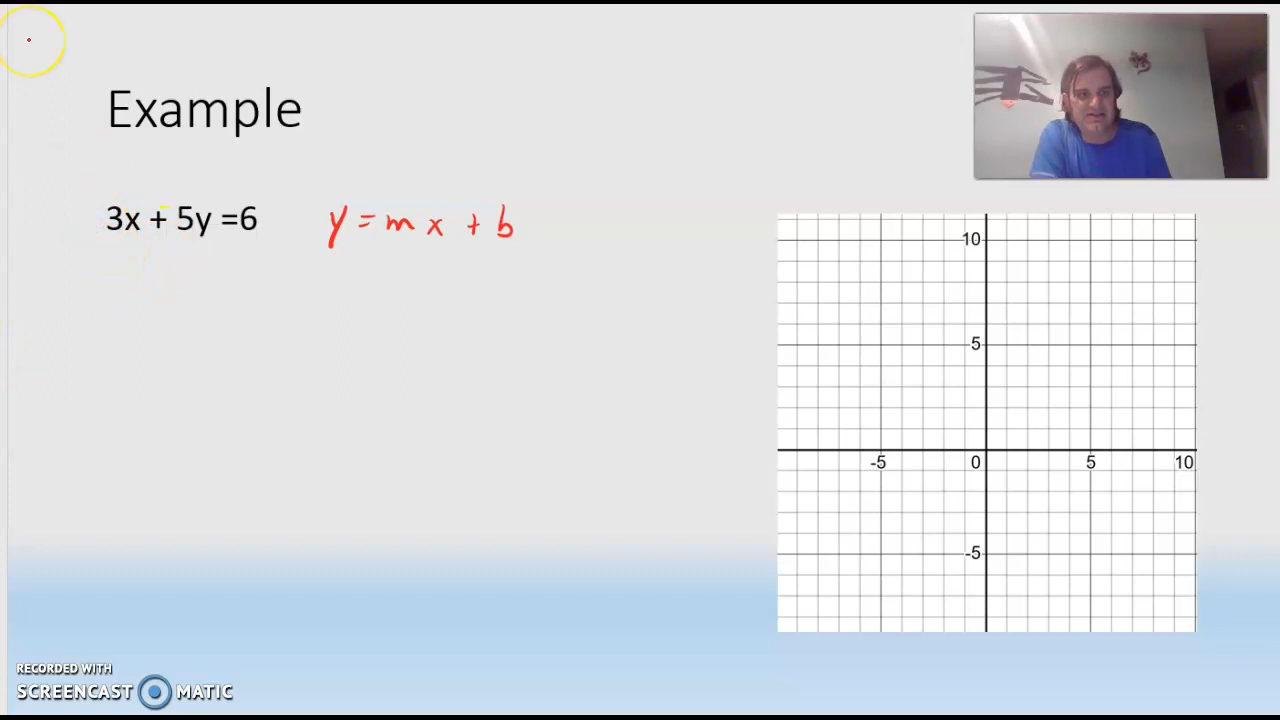 Example
3x + 5y =6
y = m x + b
10
5
-5
0
5
10
-5
RECORDED WITH
SCREENCAST MATIC